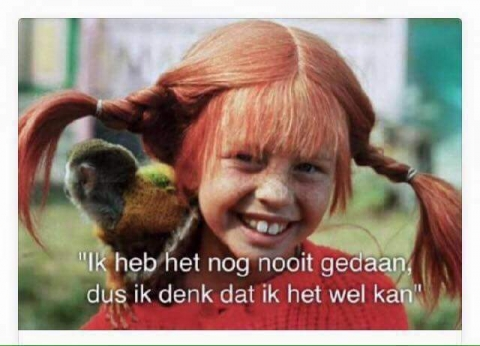 "Ik heb het nog nooit gedaan,
dus ik denk dat ik het wel kan"